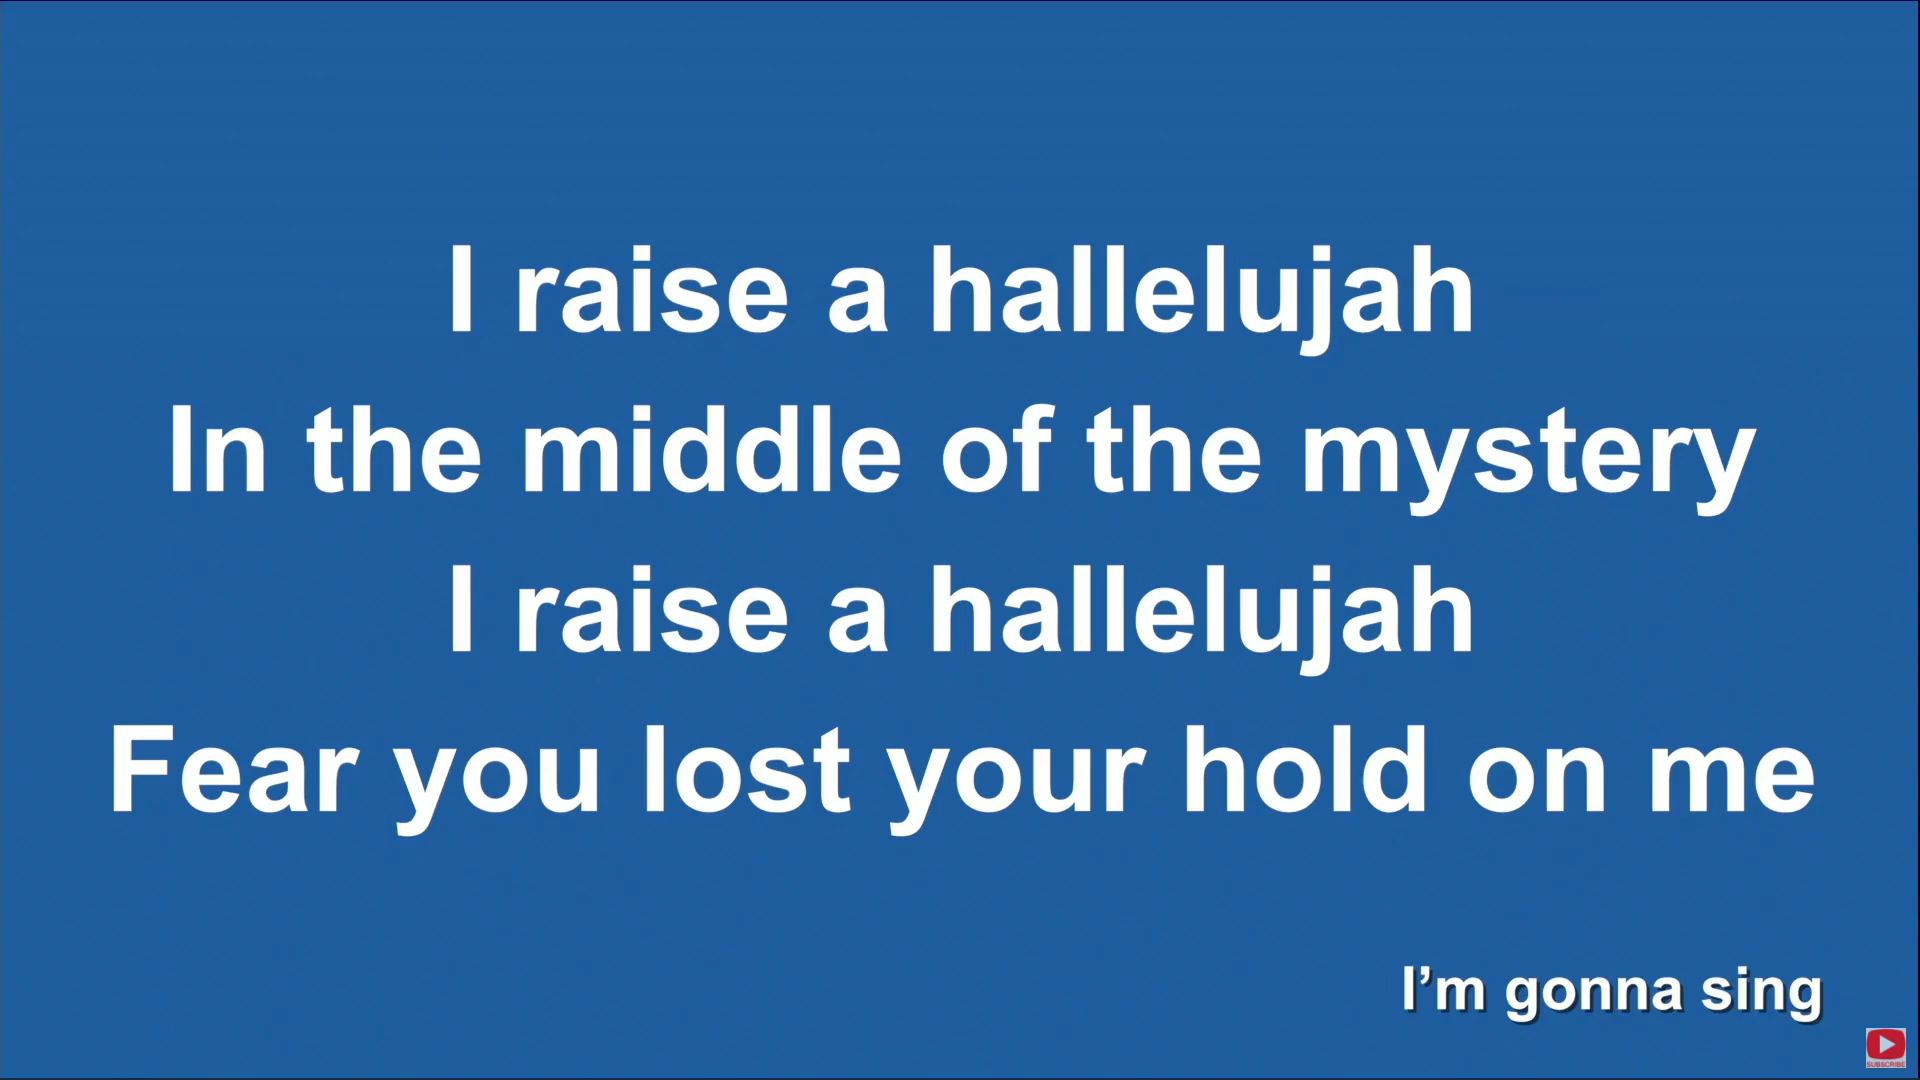 I raise a hallelujah
In the middle of the mystery
I raise a hallelujah
Fear you lost your hold on me
I’m gonna sing
SUBSCRIBE